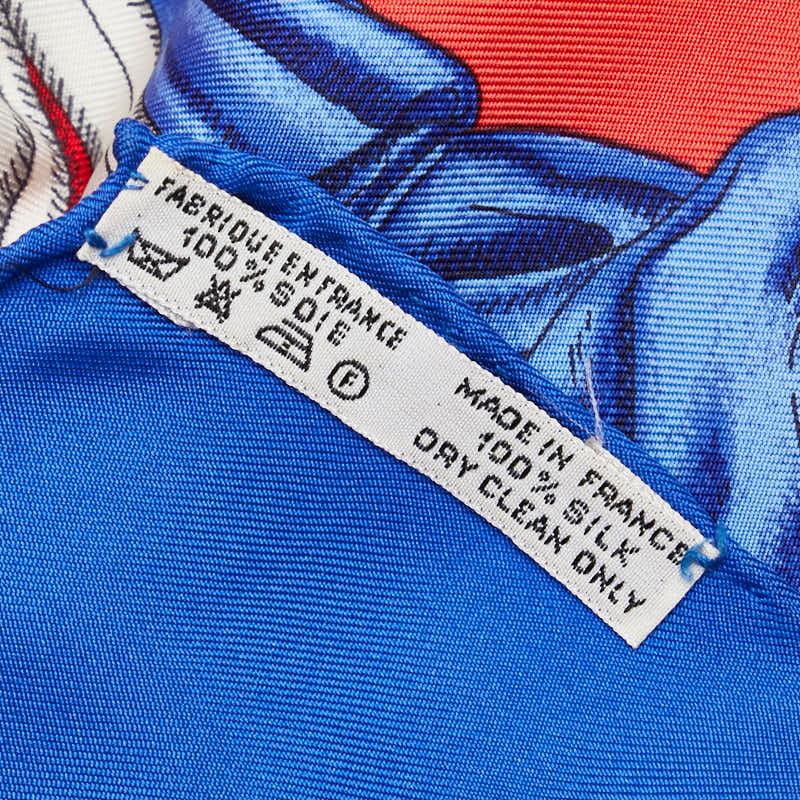 FABRIQUE EN FRANCE
100% SOIE
F
MADE IN FRANCE
100% SILK
DRY CLEAN ONLY